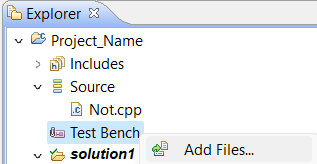 Explorer
Project_Name
Includes
Source
Not.cpp
Test Bench
Add Files...
solution1